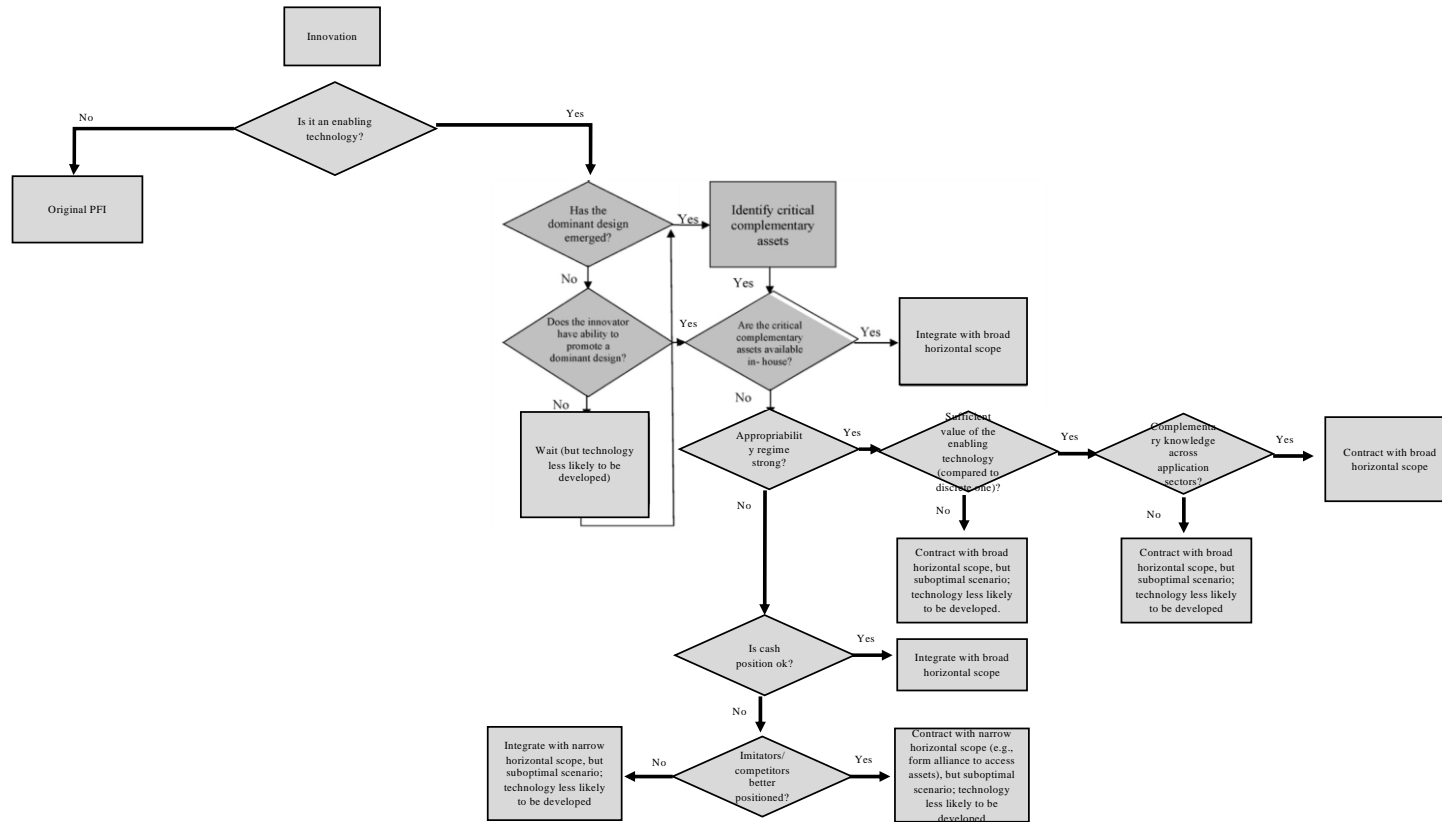 Innovation
No
Yes
Is it an enabling
technology?
Original PFI
Has the
dominant design
emerged?
Yes
Identify critical
complementary
assets
No
Yes
Does the innovator
have ability to
promote a
dominant design?
Yes
Are the critical
complementary
assets available
in- house?
Yes
Integrate with broad
horizontal scope
No
No
Wait (but technology
less likely to be
developed)
Appropriabilit
y regime
strong?
Yes
Sufficient
value of the
enabling
technology
(compared to
discrete one)?
Yes
Complementa
ry knowledge
across
application
sectors?
Yes
Contract with broad
horizontal scope
No
No
No
Contract with broad
horizontal scope, but
suboptimal scenario;
technology less likely
to be developed.
Contract with broad
horizontal scope, but
suboptimal scenario;
technology less likely
to be developed
Is cash
position ok?
Yes
Integrate with broad
horizontal scope
No
Integrate with narrow
horizontal scope, but
suboptimal scenario;
technology less likely
to be developed
No
Imitators/
competitors
better
positioned?
Yes
Contract with narrow
horizontal scope (e.g.,
form alliance to access
assets), but suboptimal
scenario; technology
less likely to be
developed